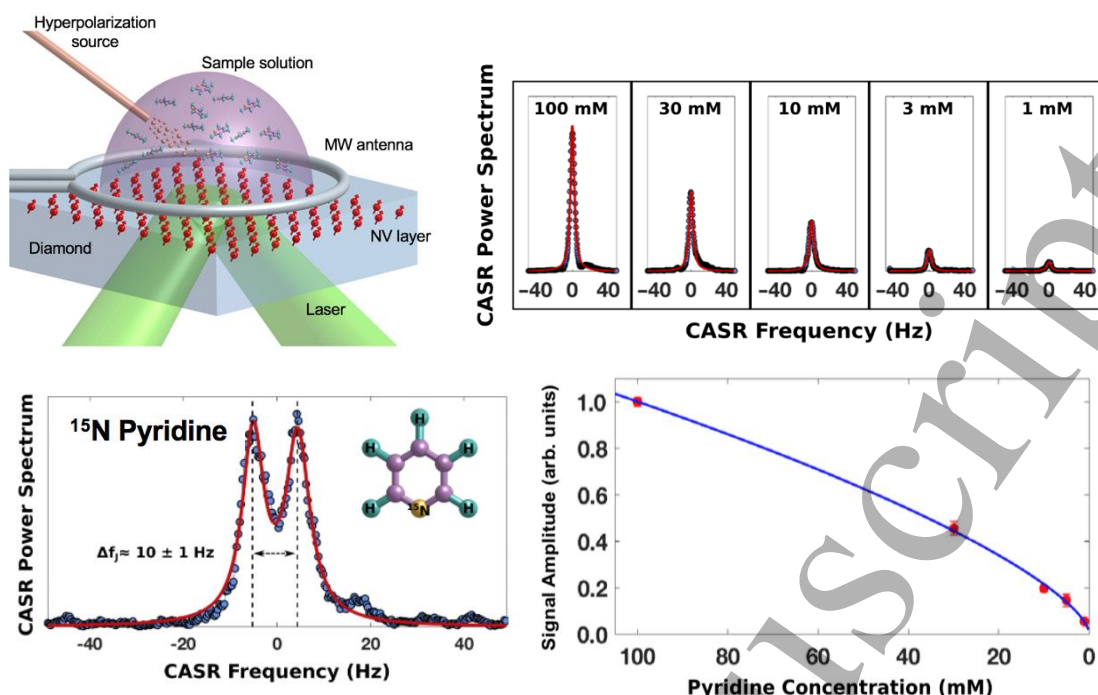 Hyperpolarization
source
Sample solution
MW antenna
Diamond
NV layer
Laser
CASR Power Spectrum
100 mM
30 mM
10 mM
3 mM
1 mM
−40 0 40
−40 0 40
−40 0 40
−40 0 40
−40 0 40
CASR Frequency (Hz)
CASR Power Spectrum
¹⁵N Pyridine
H
H
H
H
H
¹⁵N
Δf_J≈ 10 ± 1 Hz
-40 -20 0 20 40
CASR Frequency (Hz)
Signal Amplitude (arb. units)
1.0
0.8
0.6
0.4
0.2
0.0
100 80 60 40 20 0
Pyridine Concentration (mM)